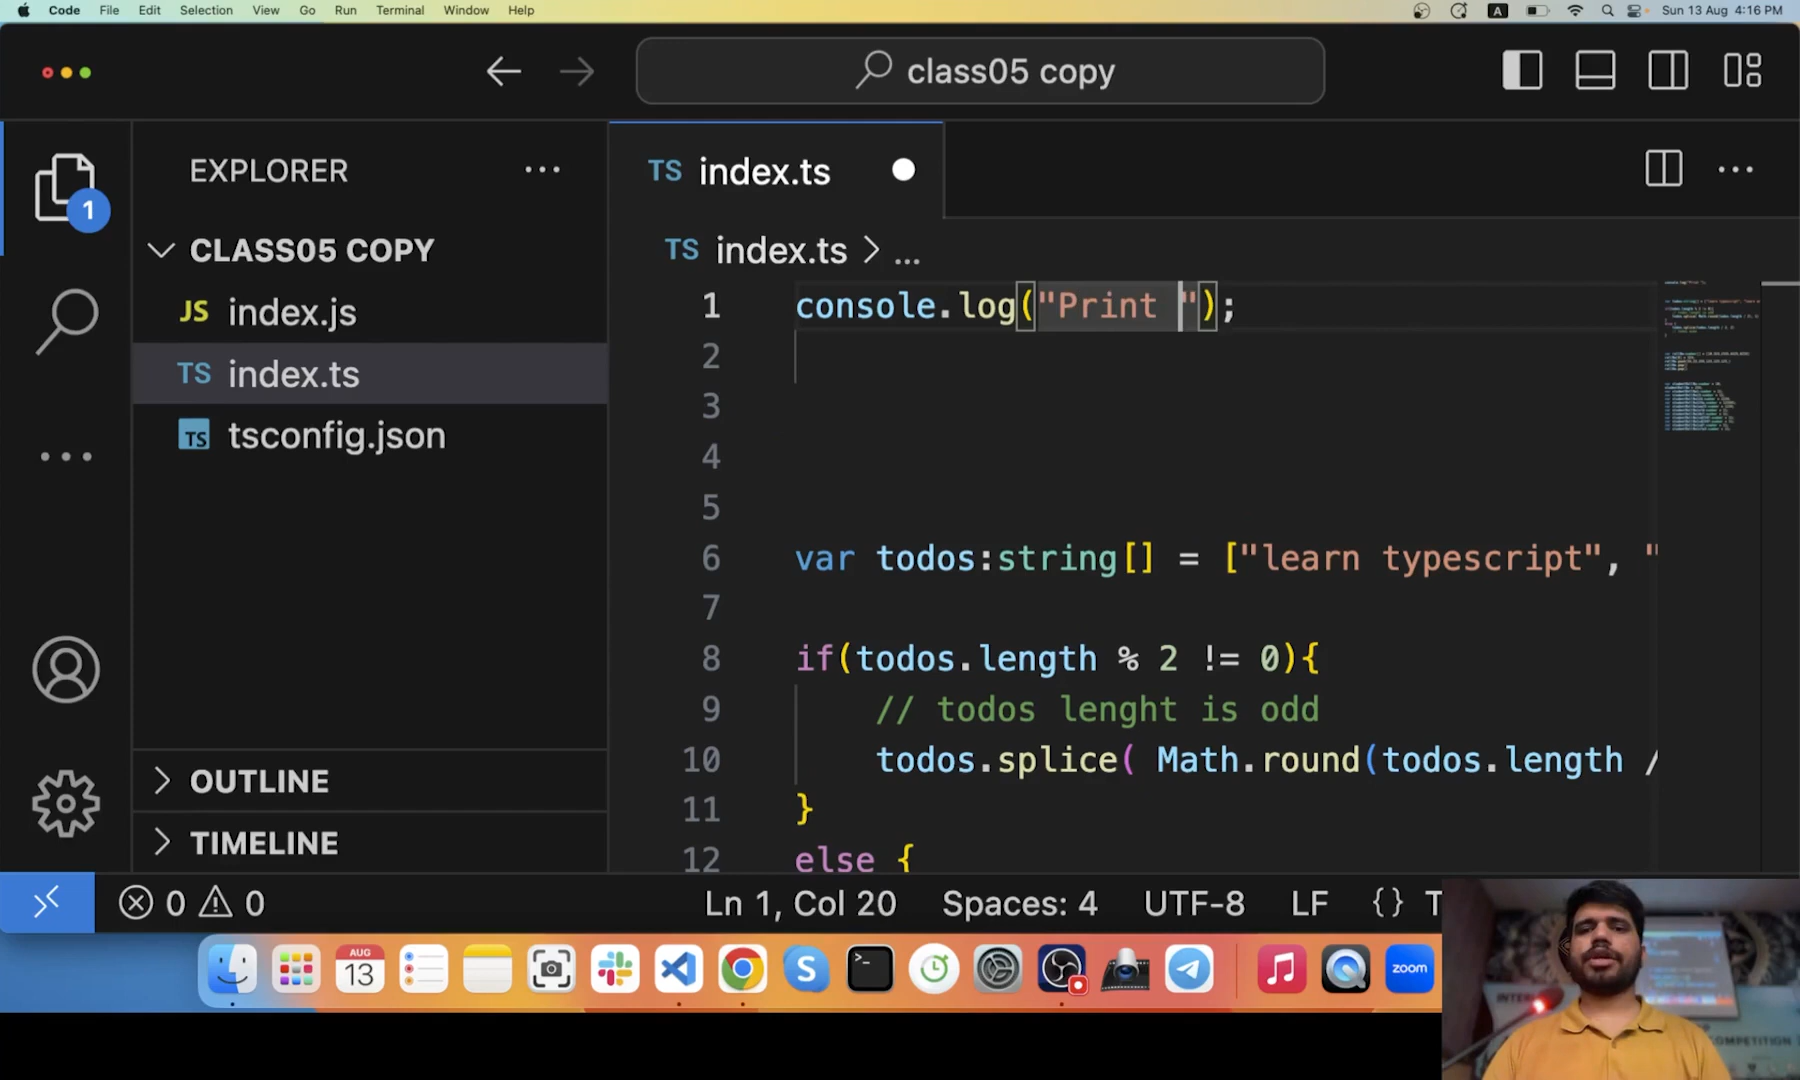 Code File Edit Selection View Go Run Terminal Window Help A Sun 13 Aug 4:16 PM
class05 copy
EXPLORER
1
CLASS05 COPY
JS index.js
TS index.ts
TS tsconfig.json
OUTLINE
TIMELINE
TS index.ts
TS index.ts > ...
1 console.log("Print ");
2
3
4
5
6 var todos:string[] = ["learn typescript", "
7
8 if(todos.length % 2 != 0){
9 // todos lenght is odd
10 todos.splice( Math.round(todos.length /
11 }
12 else {
0 0 Ln 1, Col 20 Spaces: 4 UTF-8 LF {} T
AUG
13
S
zoom
COMPETITION